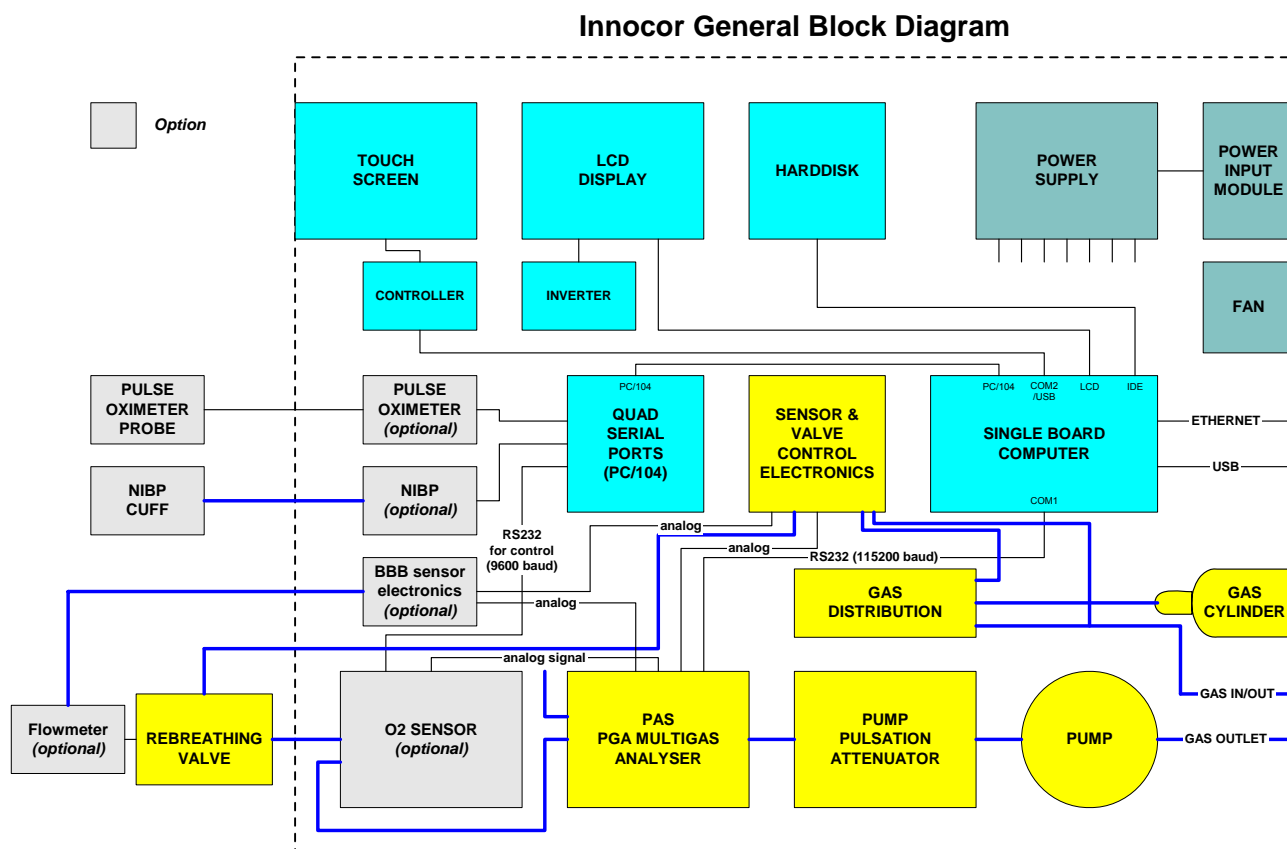 Innocor General Block Diagram
Option
TOUCH
SCREEN
LCD
DISPLAY
HARDDISK
POWER
SUPPLY
POWER
INPUT
MODULE
CONTROLLER
INVERTER
FAN
PULSE
OXIMETER
PROBE
PULSE
OXIMETER
(optional)
PC/104
QUAD
SERIAL
PORTS
(PC/104)
SENSOR &
VALVE
CONTROL
ELECTRONICS
PC/104
COM2
/USB
LCD
IDE
SINGLE BOARD
COMPUTER
COM1
ETHERNET
USB
NIBP
CUFF
NIBP
(optional)
RS232
for control
(9600 baud)
analog
analog
RS232 (115200 baud)
BBB sensor
electronics
(optional)
analog
GAS
DISTRIBUTION
GAS
CYLINDER
analog signal
Flowmeter
(optional)
REBREATHING
VALVE
O2 SENSOR
(optional)
PAS
PGA MULTIGAS
ANALYSER
PUMP
PULSATION
ATTENUATOR
PUMP
GAS IN/OUT
GAS OUTLET